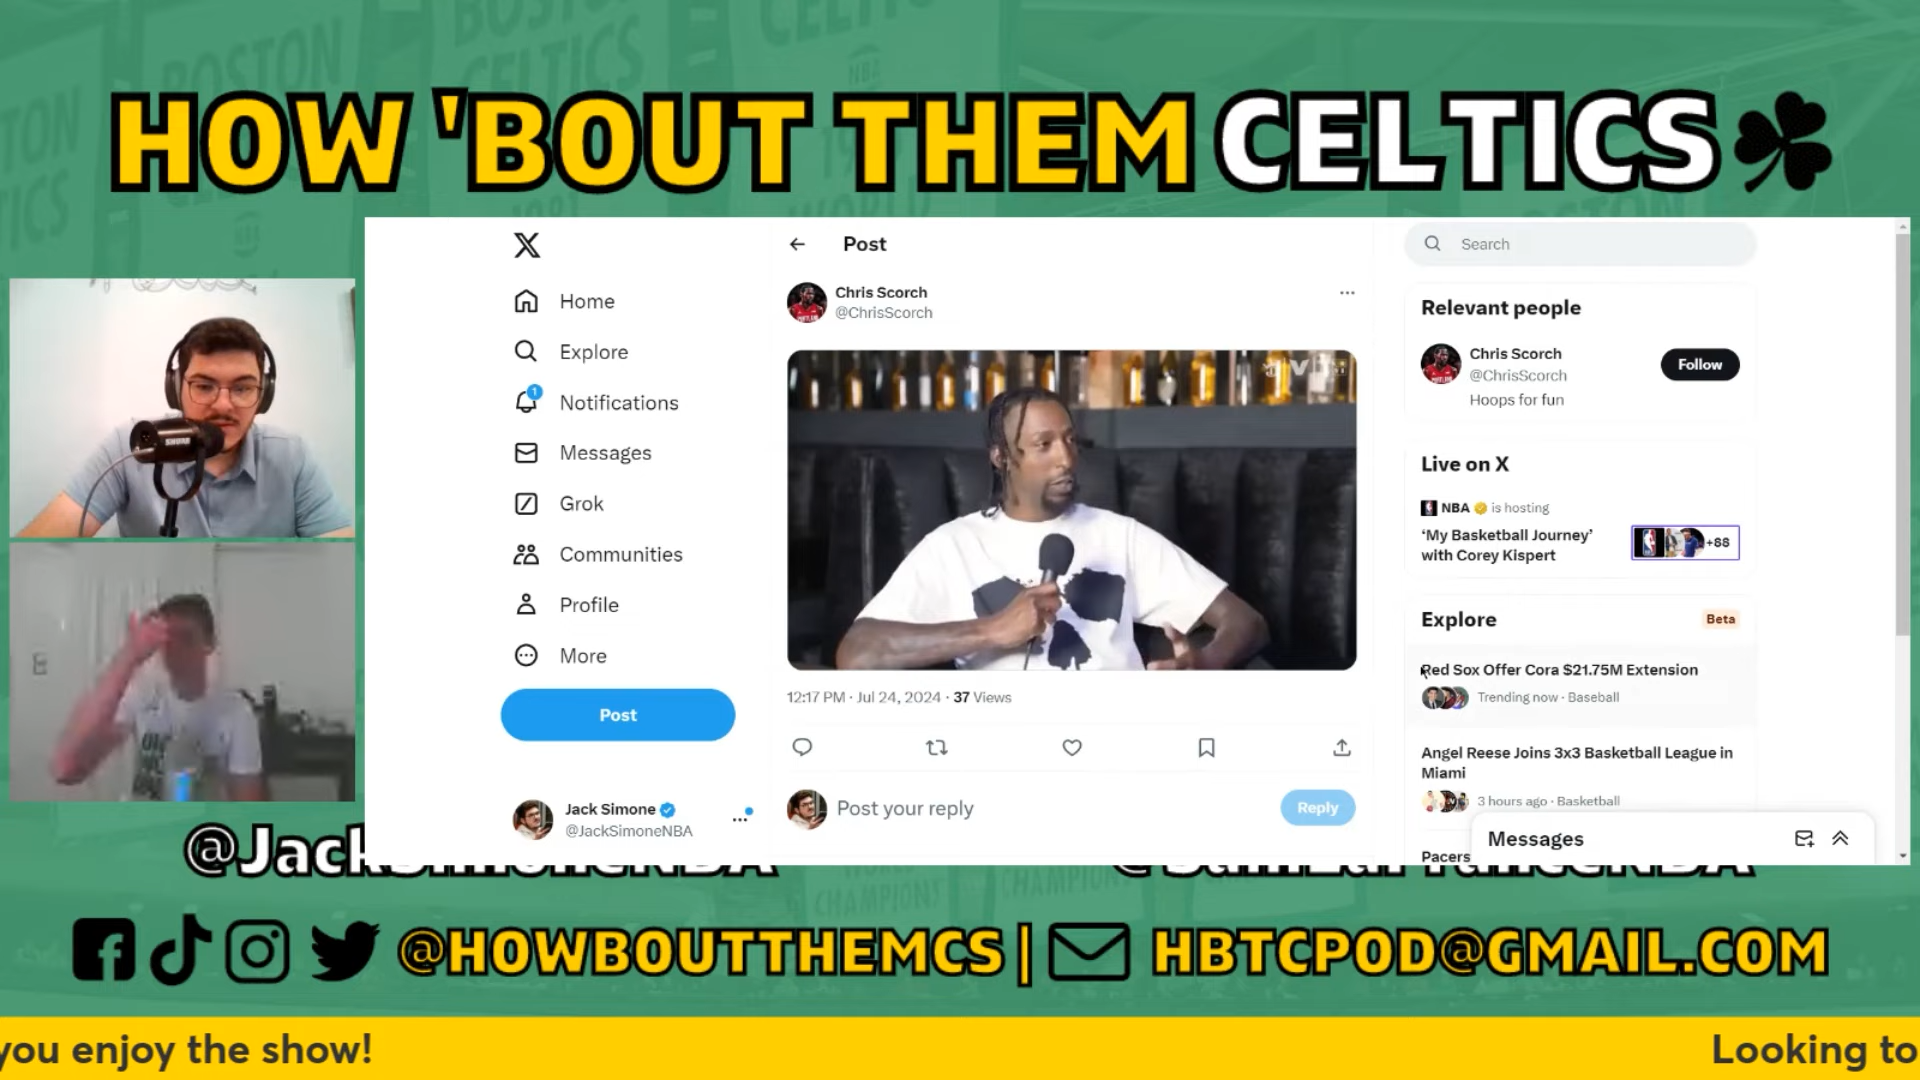 HOW 'BOUT THEM CELTICS
Post
Search
Chris Scorch
@ChrisScorch
Home
Explore
1
Notifications
Messages
Grok
Communities
Profile
More
Post
Jack Simone
@JackSimoneNBA
12:17 PM · Jul 24, 2024 · 37 Views
Post your reply
Reply
Relevant people
Chris Scorch
@ChrisScorch
Follow
Hoops for fun
Live on X
NBA is hosting
‘My Basketball Journey’
with Corey Kispert
+88
Explore
Beta
Red Sox Offer Cora $21.75M Extension
Trending now · Baseball
Angel Reese Joins 3x3 Basketball League in
Miami
3 hours ago · Basketball
Pacers
Messages
SHURE
@JackSimoneNBA
@HOWBOUTTHEMCS | HBTCPOD@GMAIL.COM
you enjoy the show!
Looking to